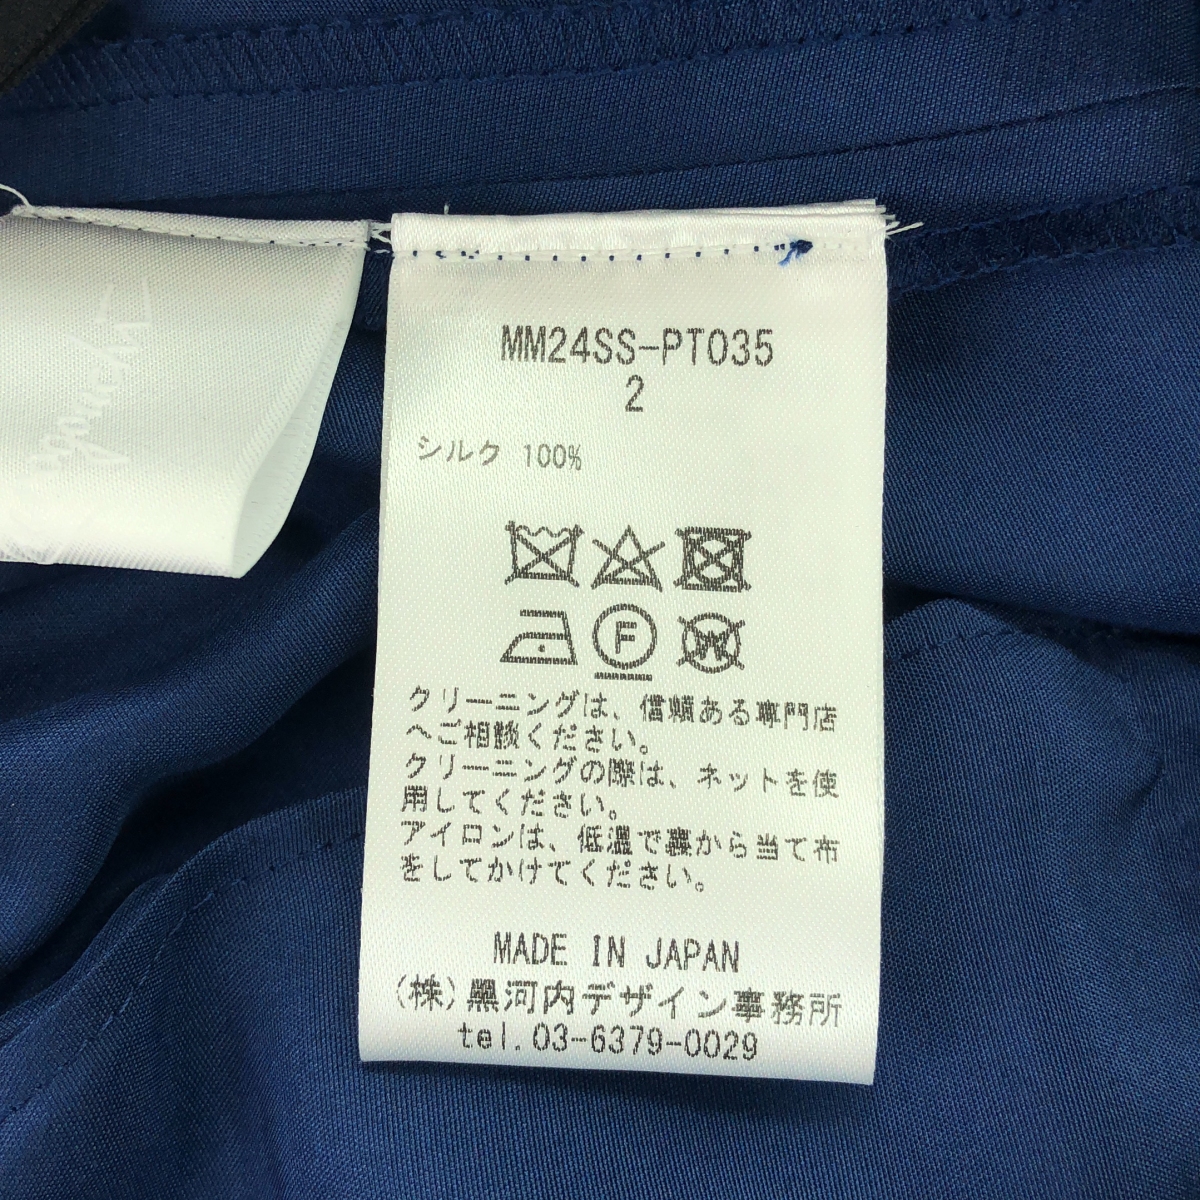 MM24SS-PT035
2
シルク 100%
F
W
クリーニングは、信頼ある専門店
へご相談ください。
クリーニングの際は、ネットを使
用してください。
アイロンは、低温で裏から当て布
をしてかけてください。
MADE IN JAPAN
(株)黒河内デザイン事務所
tel.03-6379-0029